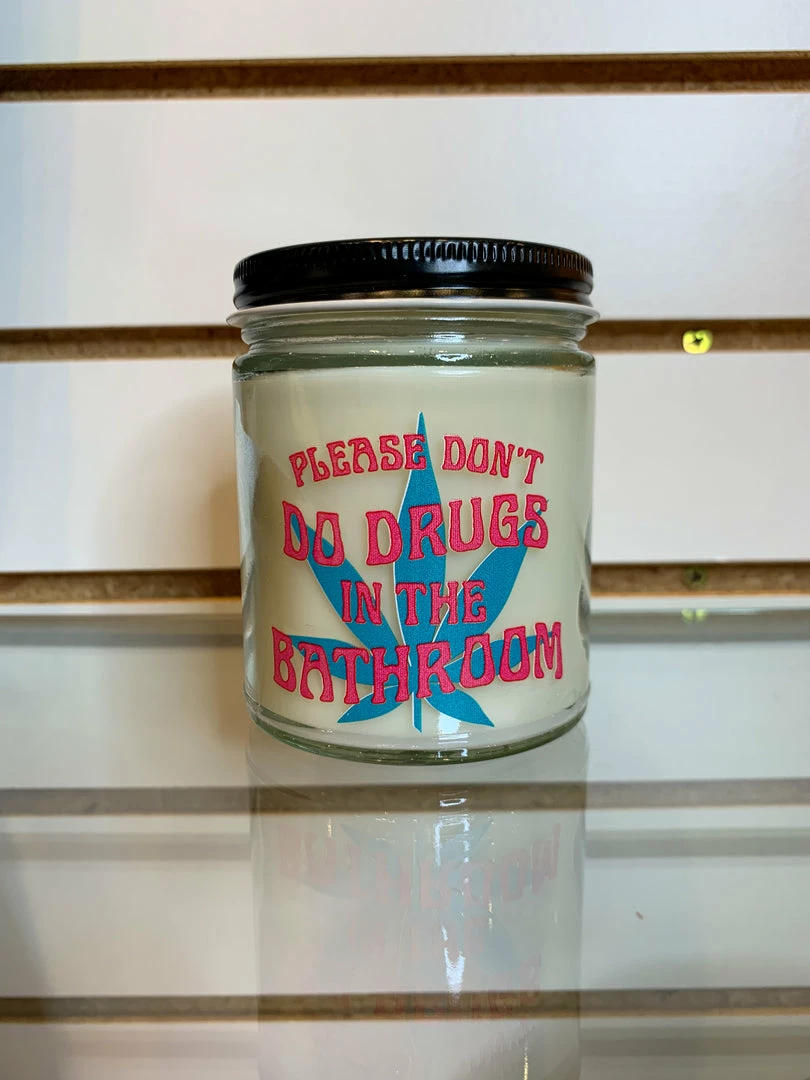 PLEASE DON'T
DO DRUGS
IN THE
BATHROOM